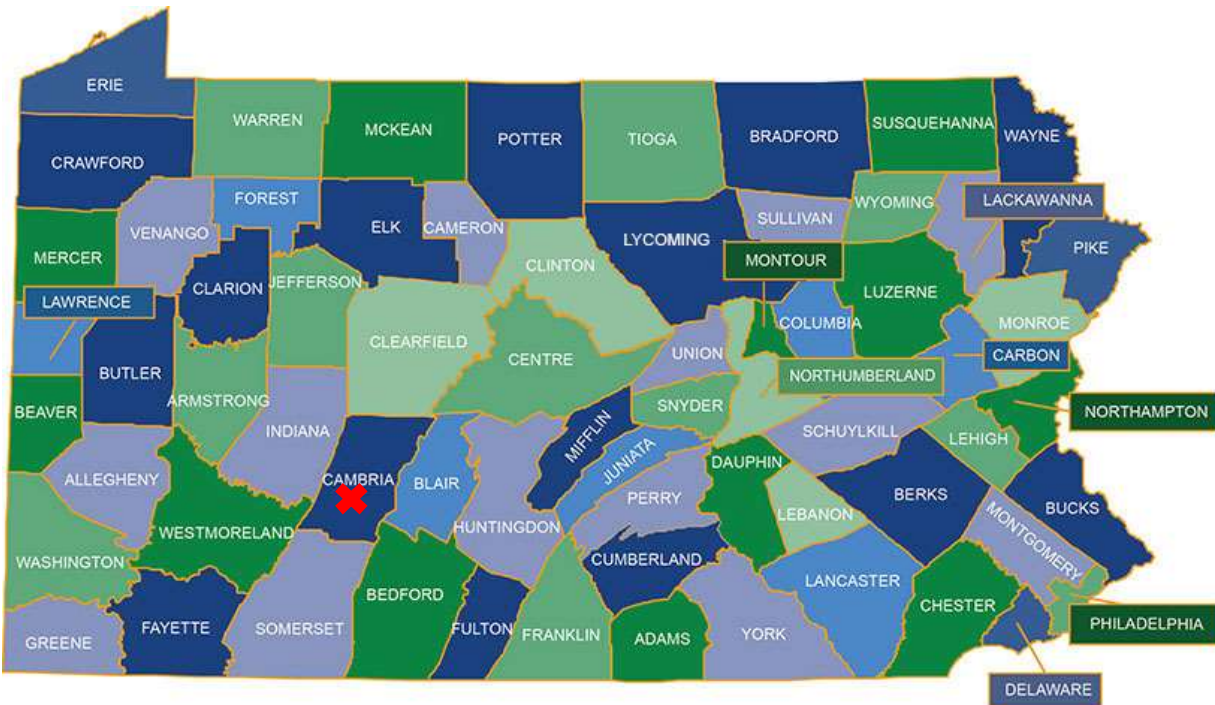 ERIE
WARREN
MCKEAN
POTTER
TIOGA
BRADFORD
SUSQUEHANNA
WAYNE
CRAWFORD
FOREST
VENANGO
ELK
CAMERON
LYCOMING
SULLIVAN
WYOMING
LACKAWANNA
PIKE
MERCER
CLARION
JEFFERSON
CLINTON
MONTOUR
LUZERNE
LAWRENCE
COLUMBIA
MONROE
BUTLER
CLEARFIELD
CENTRE
UNION
CARBON
NORTHUMBERLAND
BEAVER
ARMSTRONG
INDIANA
SNYDER
NORTHAMPTON
MIFFLIN
SCHUYLKILL
LEHIGH
ALLEGHENY
CAMBRIA
BLAIR
JUNIATA
DAUPHIN
PERRY
BERKS
BUCKS
WESTMORELAND
HUNTINGDON
LEBANON
MONTGOMERY
WASHINGTON
CUMBERLAND
LANCASTER
BEDFORD
CHESTER
GREENE
FAYETTE
SOMERSET
FULTON
FRANKLIN
ADAMS
YORK
PHILADELPHIA
DELAWARE